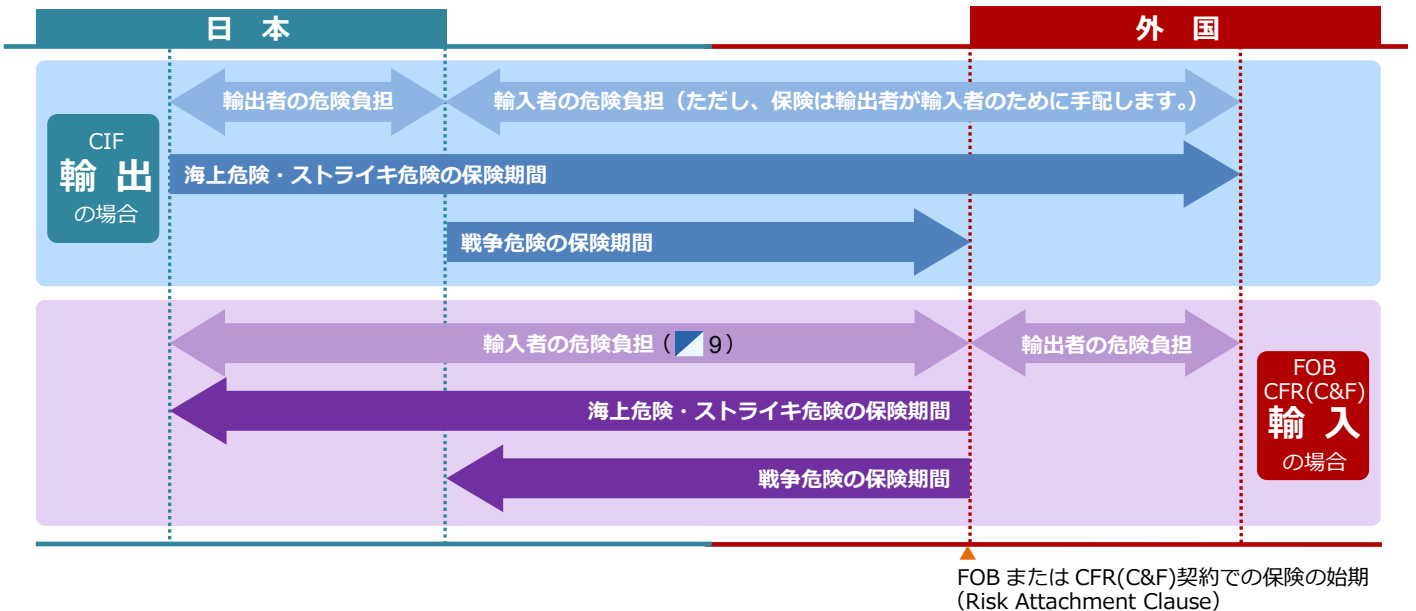 日 本
外 国
輸出者の危険負担
輸入者の危険負担（ただし、保険は輸出者が輸入者のために手配します。）
CIF
輸 出
の場合
海上危険・ストライキ危険の保険期間
戦争危険の保険期間
輸入者の危険負担（ 9）
輸出者の危険負担
FOB
CFR(C&F)
輸 入
の場合
海上危険・ストライキ危険の保険期間
戦争危険の保険期間
FOB または CFR(C&F)契約での保険の始期
（Risk Attachment Clause）